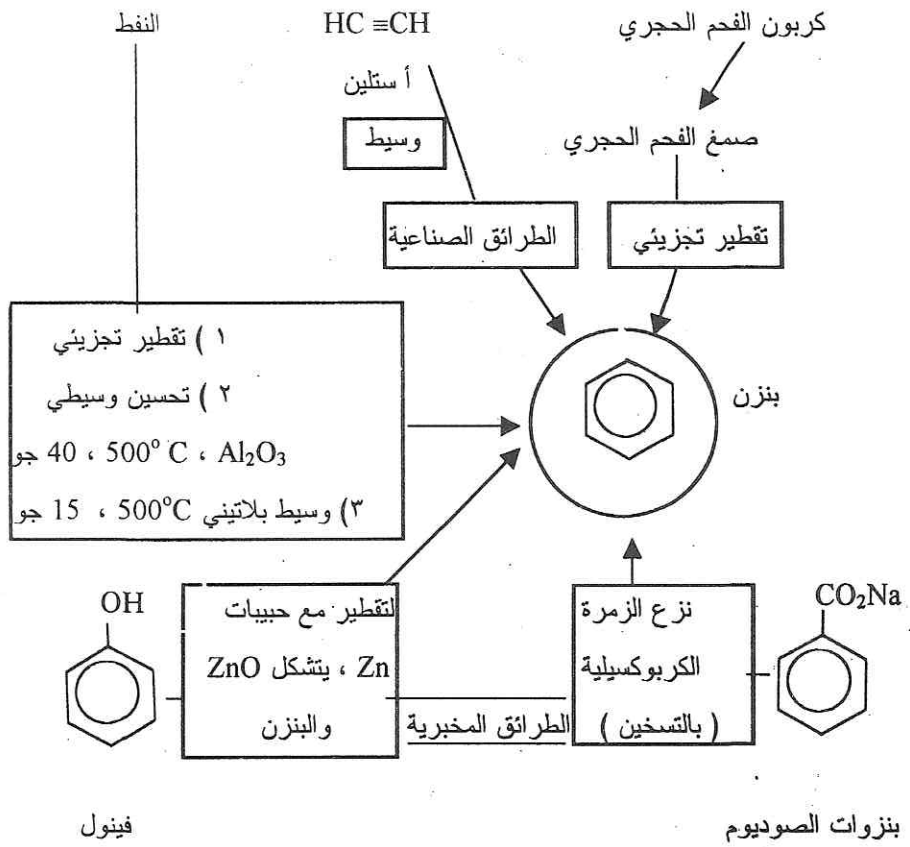 كربون الفحم الحجري
HC ≡CH
النفط
أ ستلين
وسيط
صمغ الفحم الحجري
الطرائق الصناعية
تقطير تجزيئي
١ ) تقطير تجزيئي
٢ ) تحسين وسيطي
Al₂O₃ ، 500° C ، 40 جو
٣) وسيط بلاتيني 500°C ، 15 جو
بنزن
OH
لتقطير مع حبيبات
Zn ، يتشكل ZnO
والبنزن
نزع الزمرة
الكربوكسيلية
( بالتسخين )
CO₂Na
الطرائق المخبرية
بنزوات الصوديوم
فينول